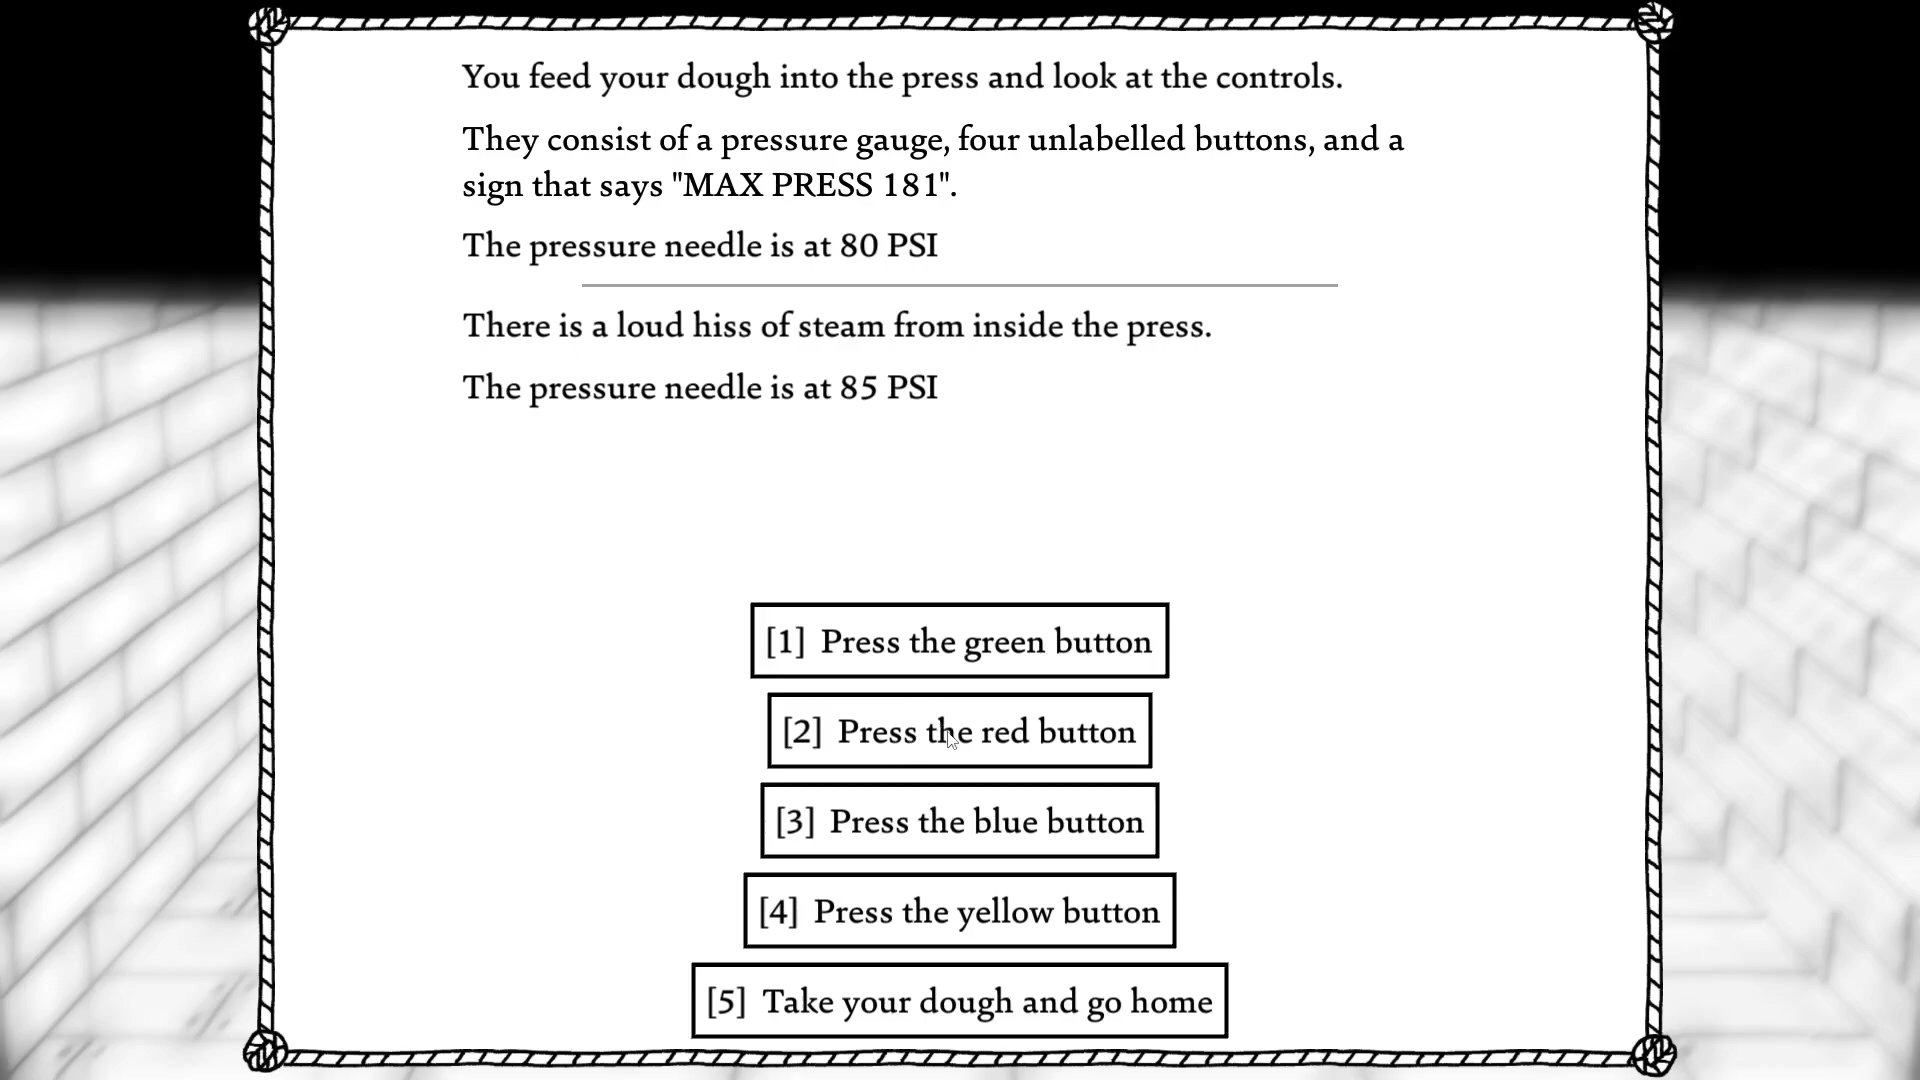 You feed your dough into the press and look at the controls.
They consist of a pressure gauge, four unlabelled buttons, and a
sign that says "MAX PRESS 181".
The pressure needle is at 80 PSI
There is a loud hiss of steam from inside the press.
The pressure needle is at 85 PSI
[1] Press the green button
[2] Press the red button
[3] Press the blue button
[4] Press the yellow button
[5] Take your dough and go home